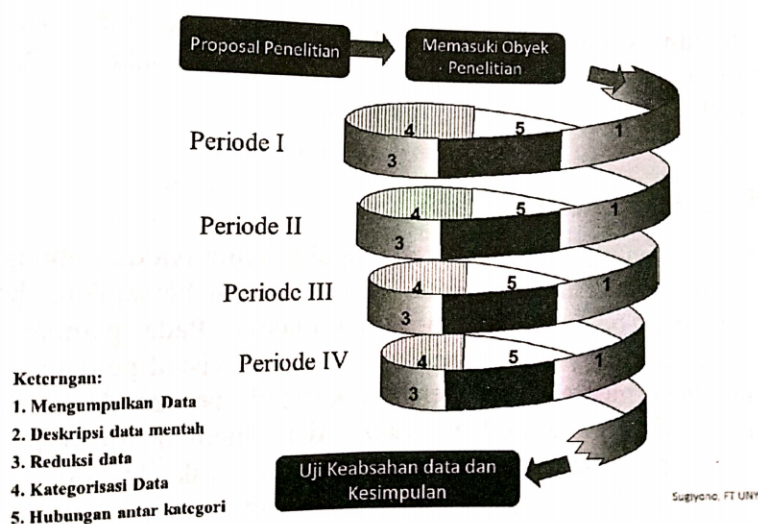 Proposal Penelitian
Memasuki Obyek
Penelitian
Periode I
4
5
1
3
Periode II
4
5
1
3
Periode III
4
5
1
3
Periode IV
4
5
1
3
Keterngan:
1. Mengumpulkan Data
2. Deskripsi data mentah
3. Reduksi data
4. Kategorisasi Data
5. Hubungan antar kategori
Uji Keabsahan data dan
Kesimpulan
Sugiyono, FT UNY